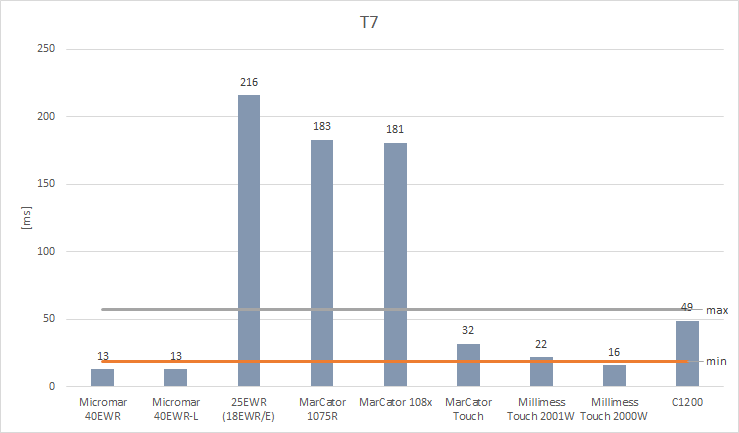 T7
250
200
150
100
50
0
[ms]
13
13
216
183
181
32
22
16
49
max
min
Micromar
40EWR
Micromar
40EWR-L
25EWR
(18EWR/E)
MarCator
1075R
MarCator 108x
MarCator
Touch
Millimess
Touch 2001W
Millimess
Touch 2000W
C1200